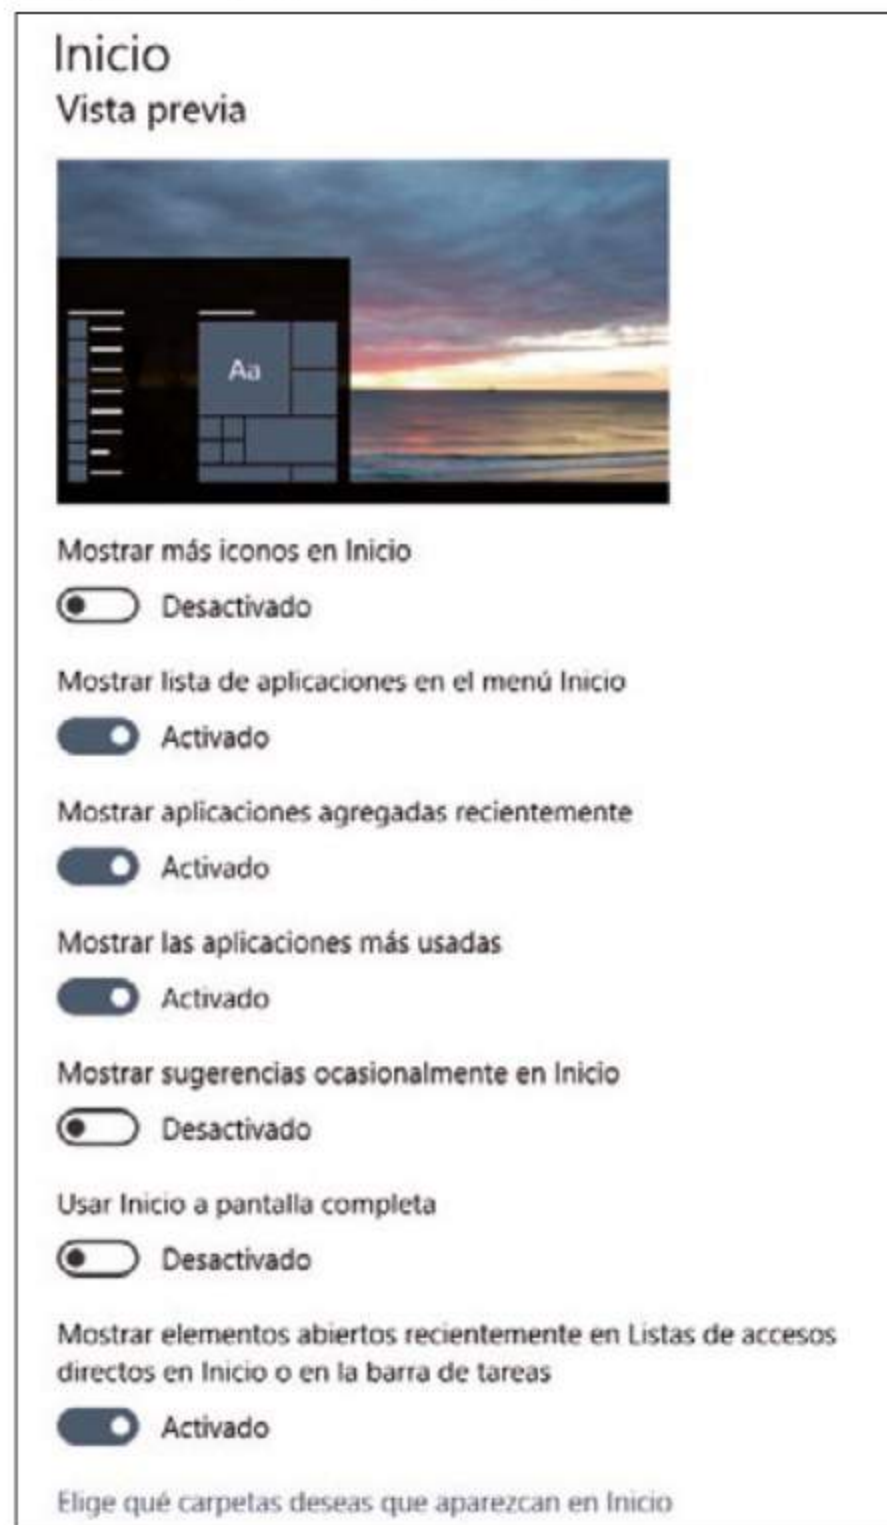 Inicio
Vista previa
Aa
Mostrar más iconos en Inicio
Desactivado
Mostrar lista de aplicaciones en el menú Inicio
Activado
Mostrar aplicaciones agregadas recientemente
Activado
Mostrar las aplicaciones más usadas
Activado
Mostrar sugerencias ocasionalmente en Inicio
Desactivado
Usar Inicio a pantalla completa
Desactivado
Mostrar elementos abiertos recientemente en Listas de accesos
directos en Inicio o en la barra de tareas
Activado
Elige qué carpetas deseas que aparezcan en Inicio